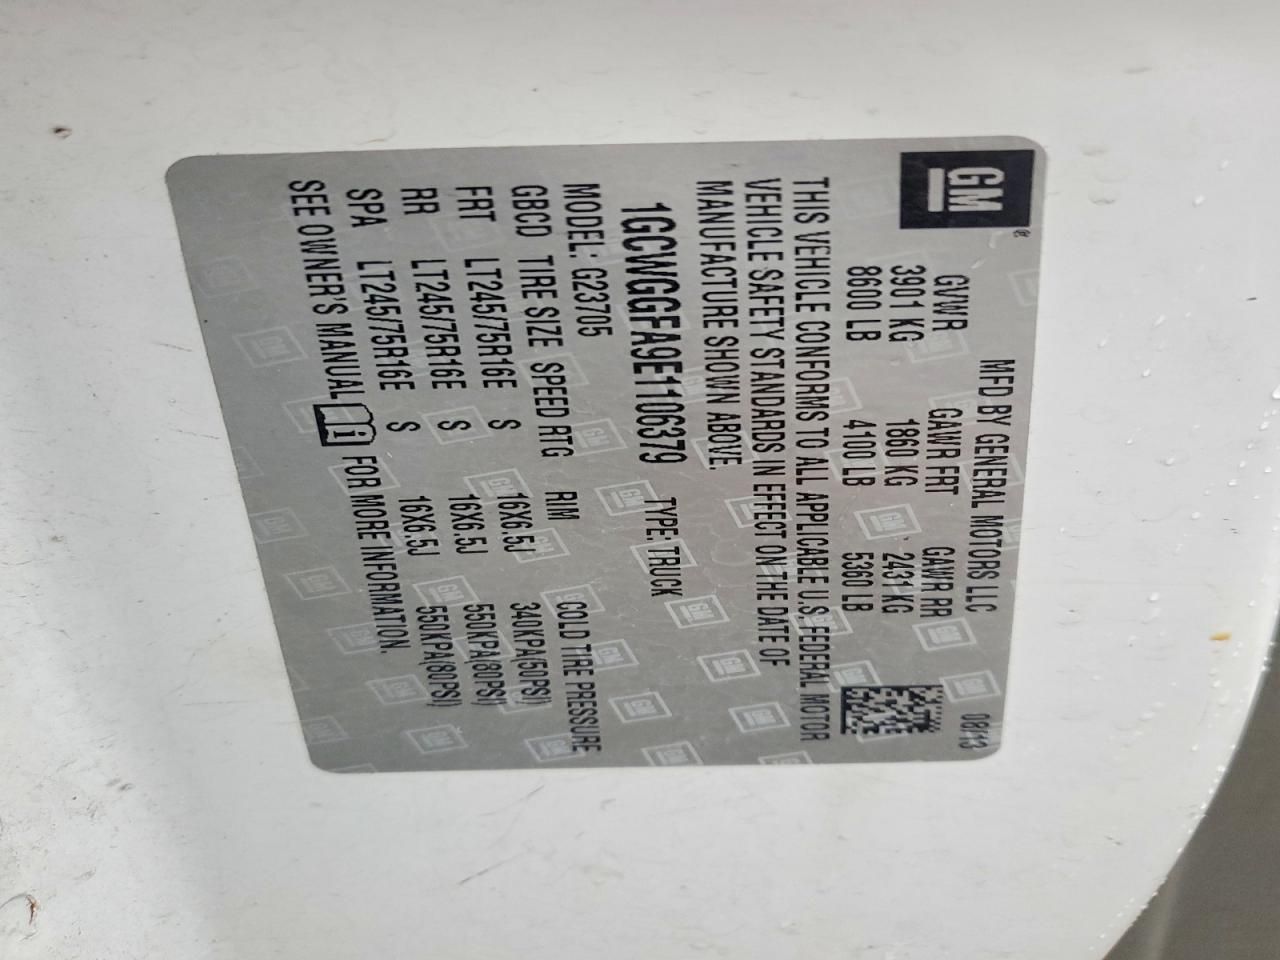 GM®
MFD BY GENERAL MOTORS LLC 08/13
GVWR GAWR FRT GAWR RR
3901 KG 1860 KG 2431 KG
8600 LB 4100 LB 5360 LB
THIS VEHICLE CONFORMS TO ALL APPLICABLE U.S. FEDERAL MOTOR
VEHICLE SAFETY STANDARDS IN EFFECT ON THE DATE OF
MANUFACTURE SHOWN ABOVE.
1GCWGGFA9E1106379 TYPE: TRUCK
MODEL: G23705
GBCD TIRE SIZE SPEED RTG RIM COLD TIRE PRESSURE
FRT LT245/75R16E S 16X6.5J 340KPA(50PSI)
RR LT245/75R16E S 16X6.5J 550KPA(80PSI)
SPA LT245/75R16E S 16X6.5J 550KPA(80PSI)
SEE OWNER'S MANUAL i FOR MORE INFORMATION.